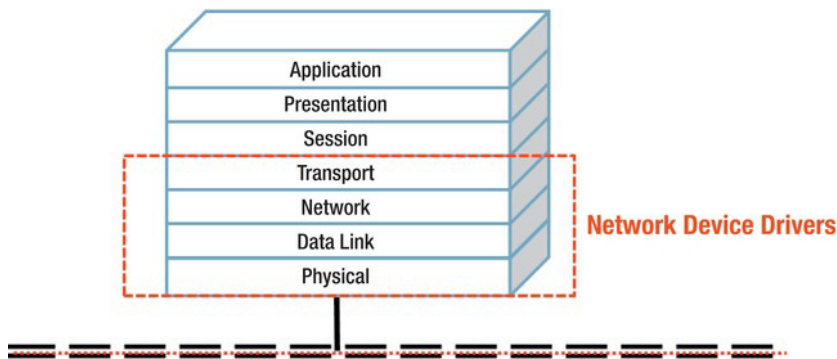 Application
Presentation
Session
Transport
Network
Data Link
Physical
Network Device Drivers